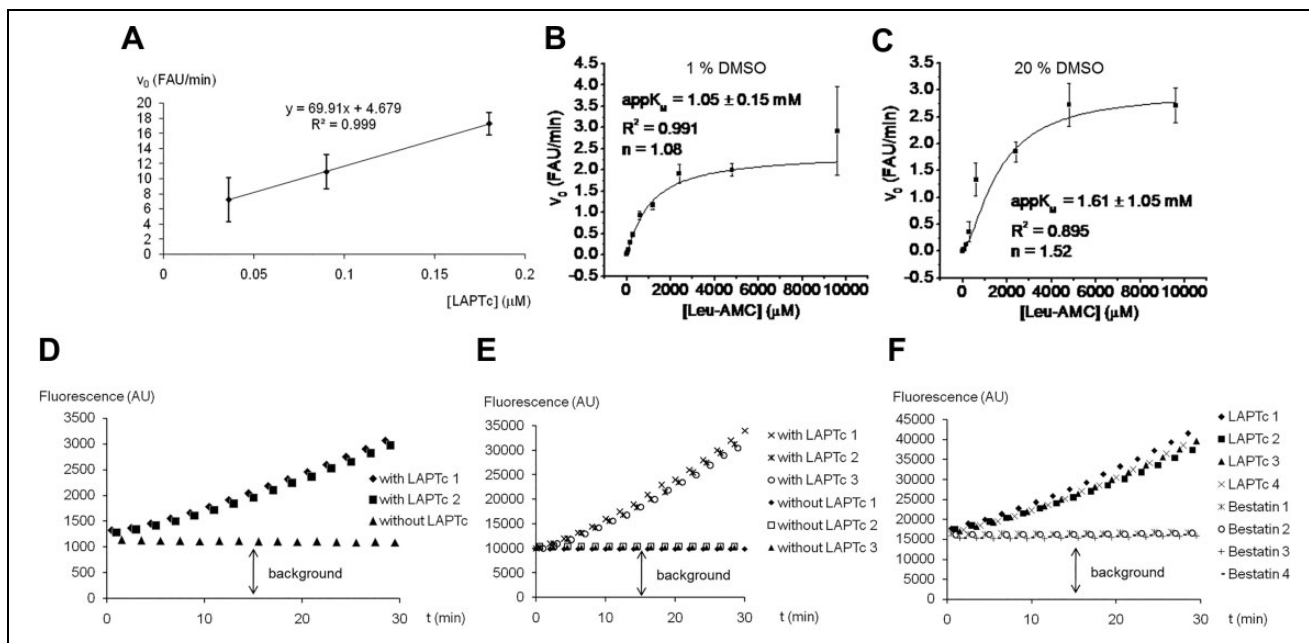 A
v₀ (FAU/min)
y = 69.91x + 4.679
R² = 0.999
20
18
16
14
12
10
8
6
4
2
0
0
0.05
0.1
0.15
0.2
[LAPTc] (µM)
B
1 % DMSO
v₀ (FAU/min)
appK_M = 1.05 ± 0.15 mM
R² = 0.991
n = 1.08
4.5
4.0
3.5
3.0
2.5
2.0
1.5
1.0
0.5
0.0
-0.5
0 2000 4000 6000 8000 10000
[Leu-AMC] (µM)
C
20 % DMSO
v₀ (FAU/min)
appK_M = 1.61 ± 1.05 mM
R² = 0.895
n = 1.52
3.5
3.0
2.5
2.0
1.5
1.0
0.5
0.0
-0.5
0 2000 4000 6000 8000 10000
[Leu-AMC] (µM)
D
Fluorescence (AU)
3500
3000
2500
2000
1500
1000
500
0
with LAPTc 1
with LAPTc 2
without LAPTc
background
0 10 20 30
t (min)
E
Fluorescence (AU)
35000
30000
25000
20000
15000
10000
5000
0
with LAPTc 1
with LAPTc 2
with LAPTc 3
without LAPTc 1
without LAPTc 2
without LAPTc 3
background
0 10 20 30
t (min)
F
Fluorescence (AU)
45000
40000
35000
30000
25000
20000
15000
10000
5000
0
LAPTc 1
LAPTc 2
LAPTc 3
LAPTc 4
Bestatin 1
Bestatin 2
Bestatin 3
Bestatin 4
background
0 10 20 30
t (min)